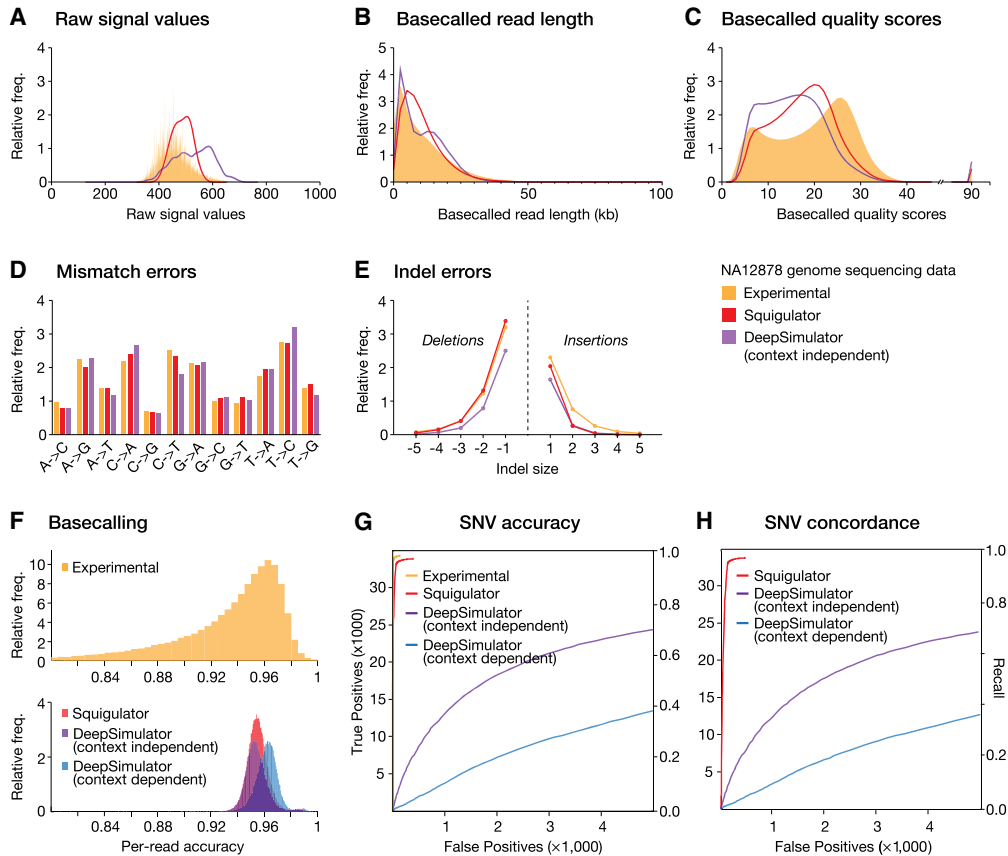 A Raw signal values
Relative freq.
4
3
2
1
0
0 200 400 600 800 1000
Raw signal values
B Basecalled read length
Relative freq.
5
4
3
2
1
0
0 25 50 75 100
Basecalled read length (kb)
C Basecalled quality scores
Relative freq.
4
3
2
1
0
0 10 20 30 40 90
Basecalled quality scores
D Mismatch errors
Relative freq.
4
3
2
1
0
A->C A->G A->T C->A C->G C->T G->A G->C G->T T->A T->C T->G
E Indel errors
Relative freq.
4
3
2
1
0
Deletions Insertions
-5 -4 -3 -2 -1 1 2 3 4 5
Indel size
NA12878 genome sequencing data
Experimental
Squigulator
DeepSimulator
(context independent)
F Basecalling
Relative freq.
10
8
6
4
2
0
Experimental
0.84 0.88 0.92 0.96 1
Relative freq.
4
2
0
Squigulator
DeepSimulator
(context independent)
DeepSimulator
(context dependent)
0.84 0.88 0.92 0.96 1
Per-read accuracy
G SNV accuracy
True Positives (x1000)
30
25
20
15
10
5
Experimental
Squigulator
DeepSimulator
(context independent)
DeepSimulator
(context dependent)
1.0
0.8
0.6
0.4
0.2
0.0
1 2 3 4
False Positives (×1,000)
H SNV concordance
30
25
20
15
10
5
Squigulator
DeepSimulator
(context independent)
DeepSimulator
(context dependent)
1.0
0.8
0.4
0.2
0.0
Recall
1 2 3 4
False Positives (×1,000)